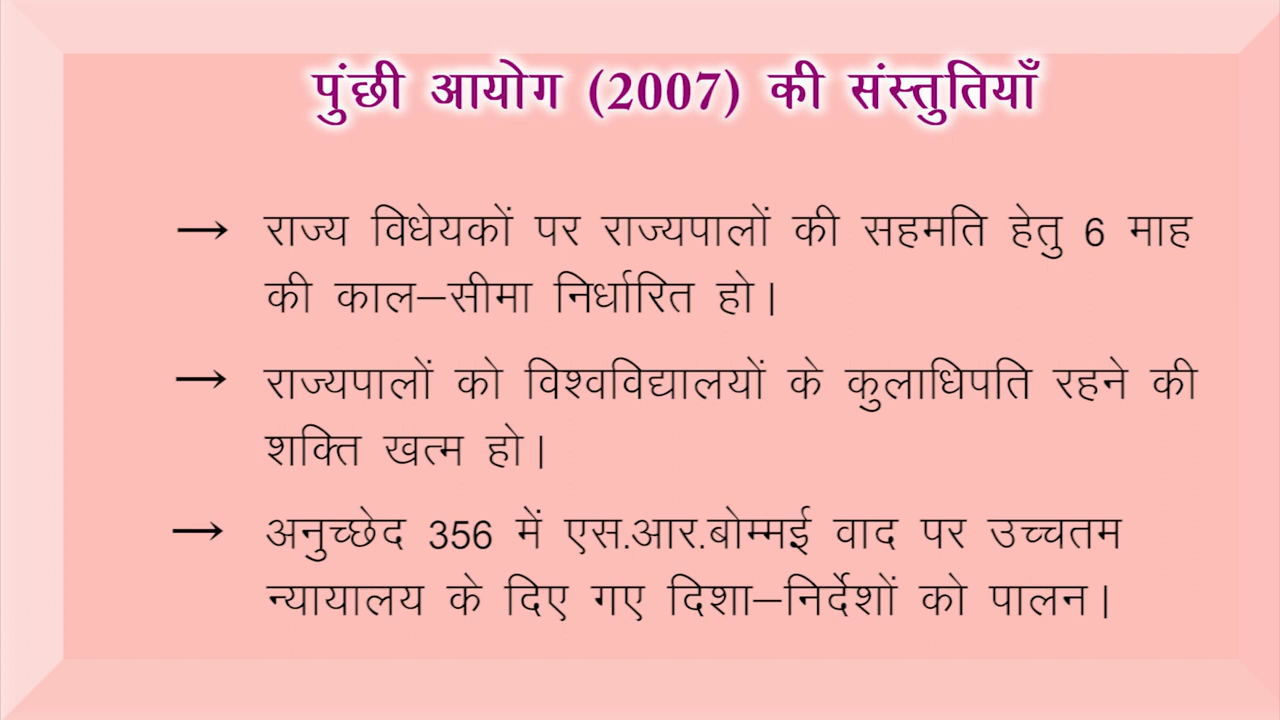 पुंछी आयोग (2007) की संस्तुतियाँ
→ राज्य विधेयकों पर राज्यपालों की सहमति हेतु 6 माह
की काल–सीमा निर्धारित हो।
→ राज्यपालों को विश्वविद्यालयों के कुलाधिपति रहने की
शक्ति खत्म हो।
→ अनुच्छेद 356 में एस.आर.बोम्मई वाद पर उच्चतम
न्यायालय के दिए गए दिशा–निर्देशों को पालन।